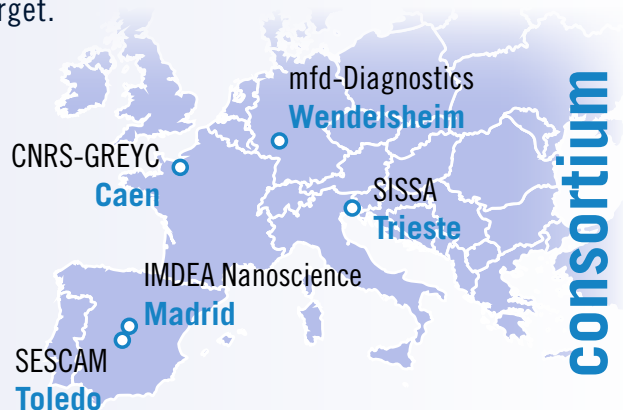 rget.
mfd-Diagnostics
Wendelsheim
CNRS-GREYC
Caen
SISSA
Trieste
IMDEA Nanoscience
Madrid
SESCAM
Toledo
consortium